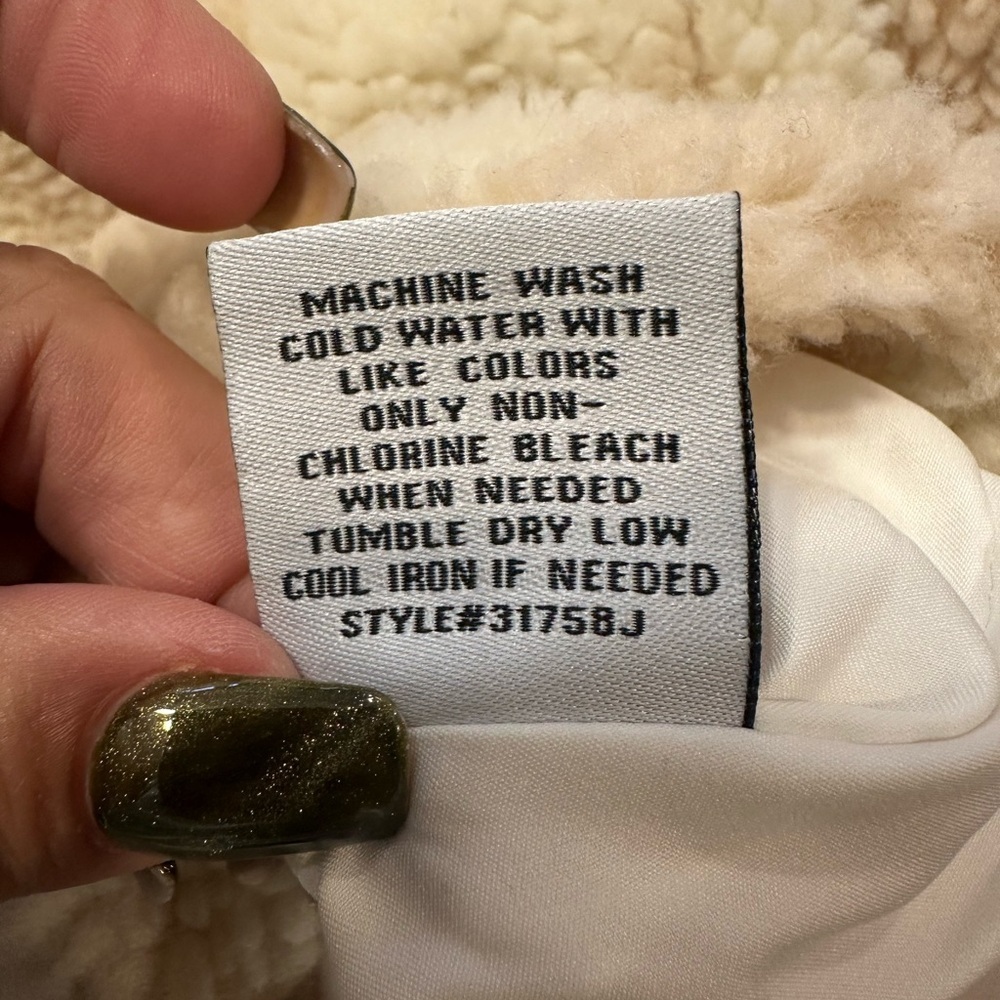 MACHINE WASH
COLD WATER WITH
LIKE COLORS
ONLY NON-
CHLORINE BLEACH
WHEN NEEDED
TUMBLE DRY LOW
COOL IRON IF NEEDED
STYLE#31758J